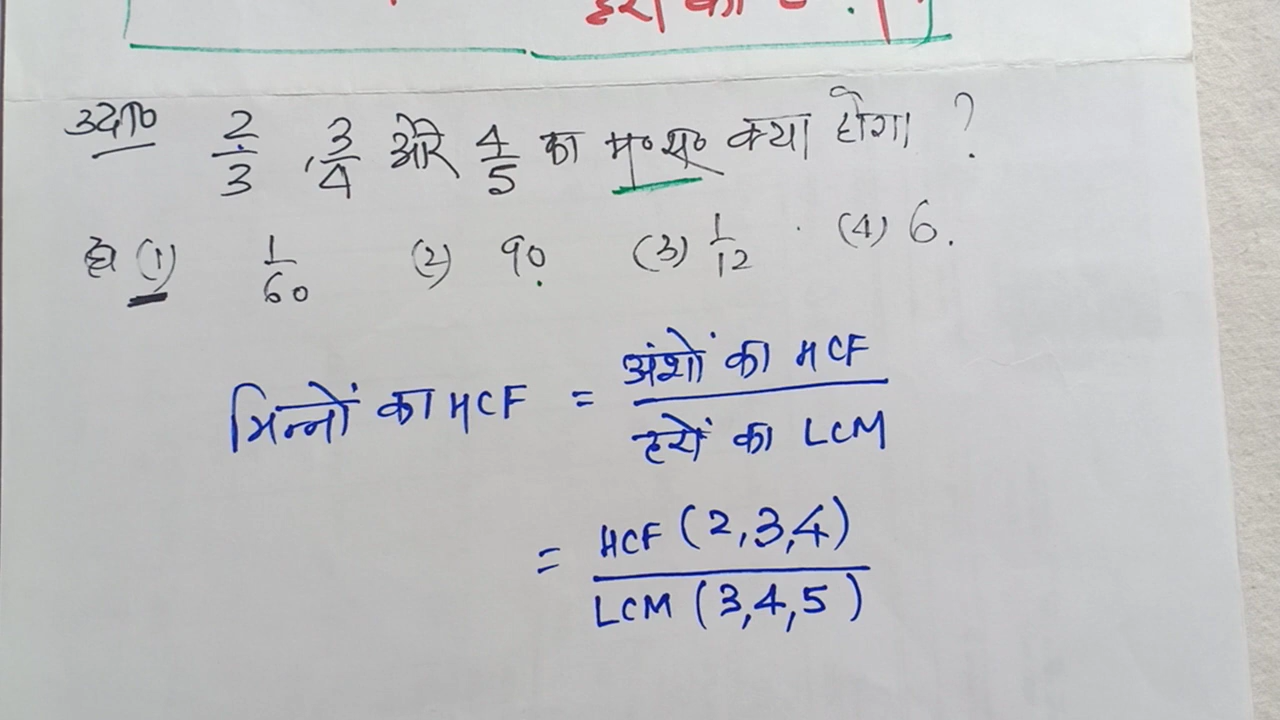 हरों का
उदा० 2/3 , 3/4 और 4/5 का म०स० क्या होगा ?
(1) 1/60 (2) 90 (3) 1/12 (4) 6.
भिन्नों का HCF = अंशों का HCF / हरों का LCM
= HCF (2,3,4) / LCM (3,4,5)